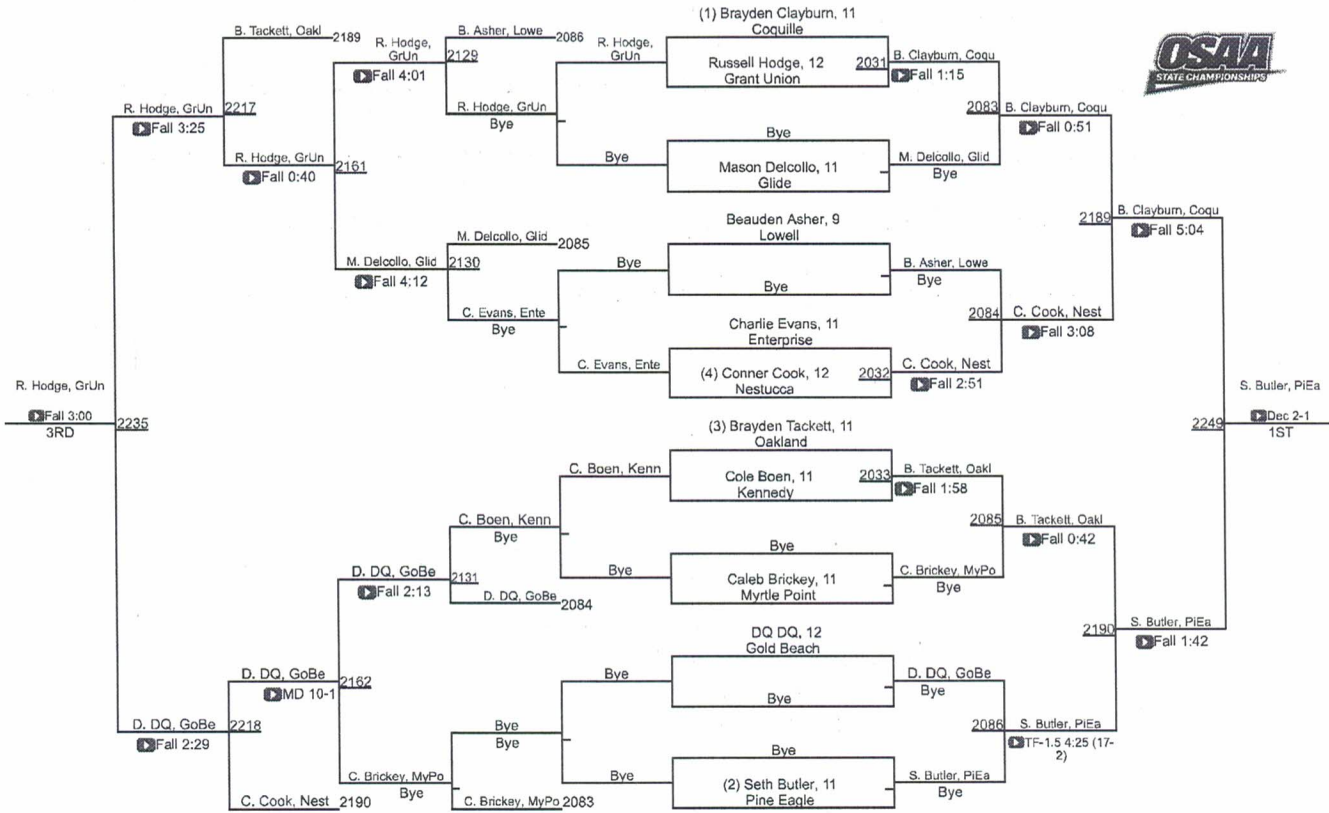 OSAA
STATE CHAMPIONSHIPS
(1) Brayden Clayburn, 11
Coquille
Russell Hodge, 12
Grant Union
2031
Bye
Mason Delcollo, 11
Glide
Beauden Asher, 9
Lowell
Bye
Charlie Evans, 11
Enterprise
(4) Conner Cook, 12
Nestucca
2032
(3) Brayden Tackett, 11
Oakland
Cole Boen, 11
Kennedy
2033
Bye
Caleb Brickey, 11
Myrtle Point
DQ DQ, 12
Gold Beach
Bye
Bye
(2) Seth Butler, 11
Pine Eagle
B. Clayburn, Coqu
Fall 1:15
M. Delcollo, Glid
Bye
B. Asher, Lowe
Bye
C. Cook, Nest
Fall 2:51
B. Tackett, Oakl
Fall 1:58
C. Brickey, MyPo
Bye
D. DQ, GoBe
Bye
S. Butler, PiEa
Bye
2083
B. Clayburn, Coqu
Fall 0:51
2084
C. Cook, Nest
Fall 3:08
2085
B. Tackett, Oakl
Fall 0:42
2086
S. Butler, PiEa
TF-1.5 4:25 (17-
2)
2189
B. Clayburn, Coqu
Fall 5:04
2190
S. Butler, PiEa
Fall 1:42
2249
S. Butler, PiEa
Dec 2-1
1ST
R. Hodge,
GrUn
Bye
Bye
C. Evans, Ente
C. Boen, Kenn
Bye
Bye
Bye
B. Asher, Lowe
2086
R. Hodge, GrUn
Bye
M. Delcollo, Glid
2085
C. Evans, Ente
Bye
C. Boen, Kenn
Bye
D. DQ, GoBe
2084
Bye
Bye
C. Brickey, MyPo
2083
R. Hodge,
GrUn
2129
Fall 4:01
M. Delcollo, Glid
2130
Fall 4:12
D. DQ, GoBe
2131
Fall 2:13
C. Brickey, MyPo
Bye
B. Tackett, Oakl
2189
R. Hodge, GrUn
2161
Fall 0:40
D. DQ, GoBe
2162
MD 10-1
C. Cook, Nest
2190
R. Hodge, GrUn
2217
Fall 3:25
D. DQ, GoBe
2218
Fall 2:29
R. Hodge, GrUn
Fall 3:00
2235
3RD